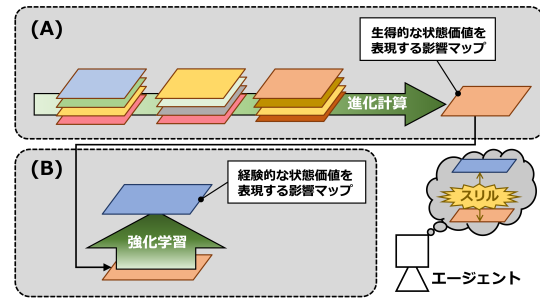 (A)
生得的な状態価値を
表現する影響マップ
進化計算
(B)
経験的な状態価値を
表現する影響マップ
強化学習
スリル
エージェント